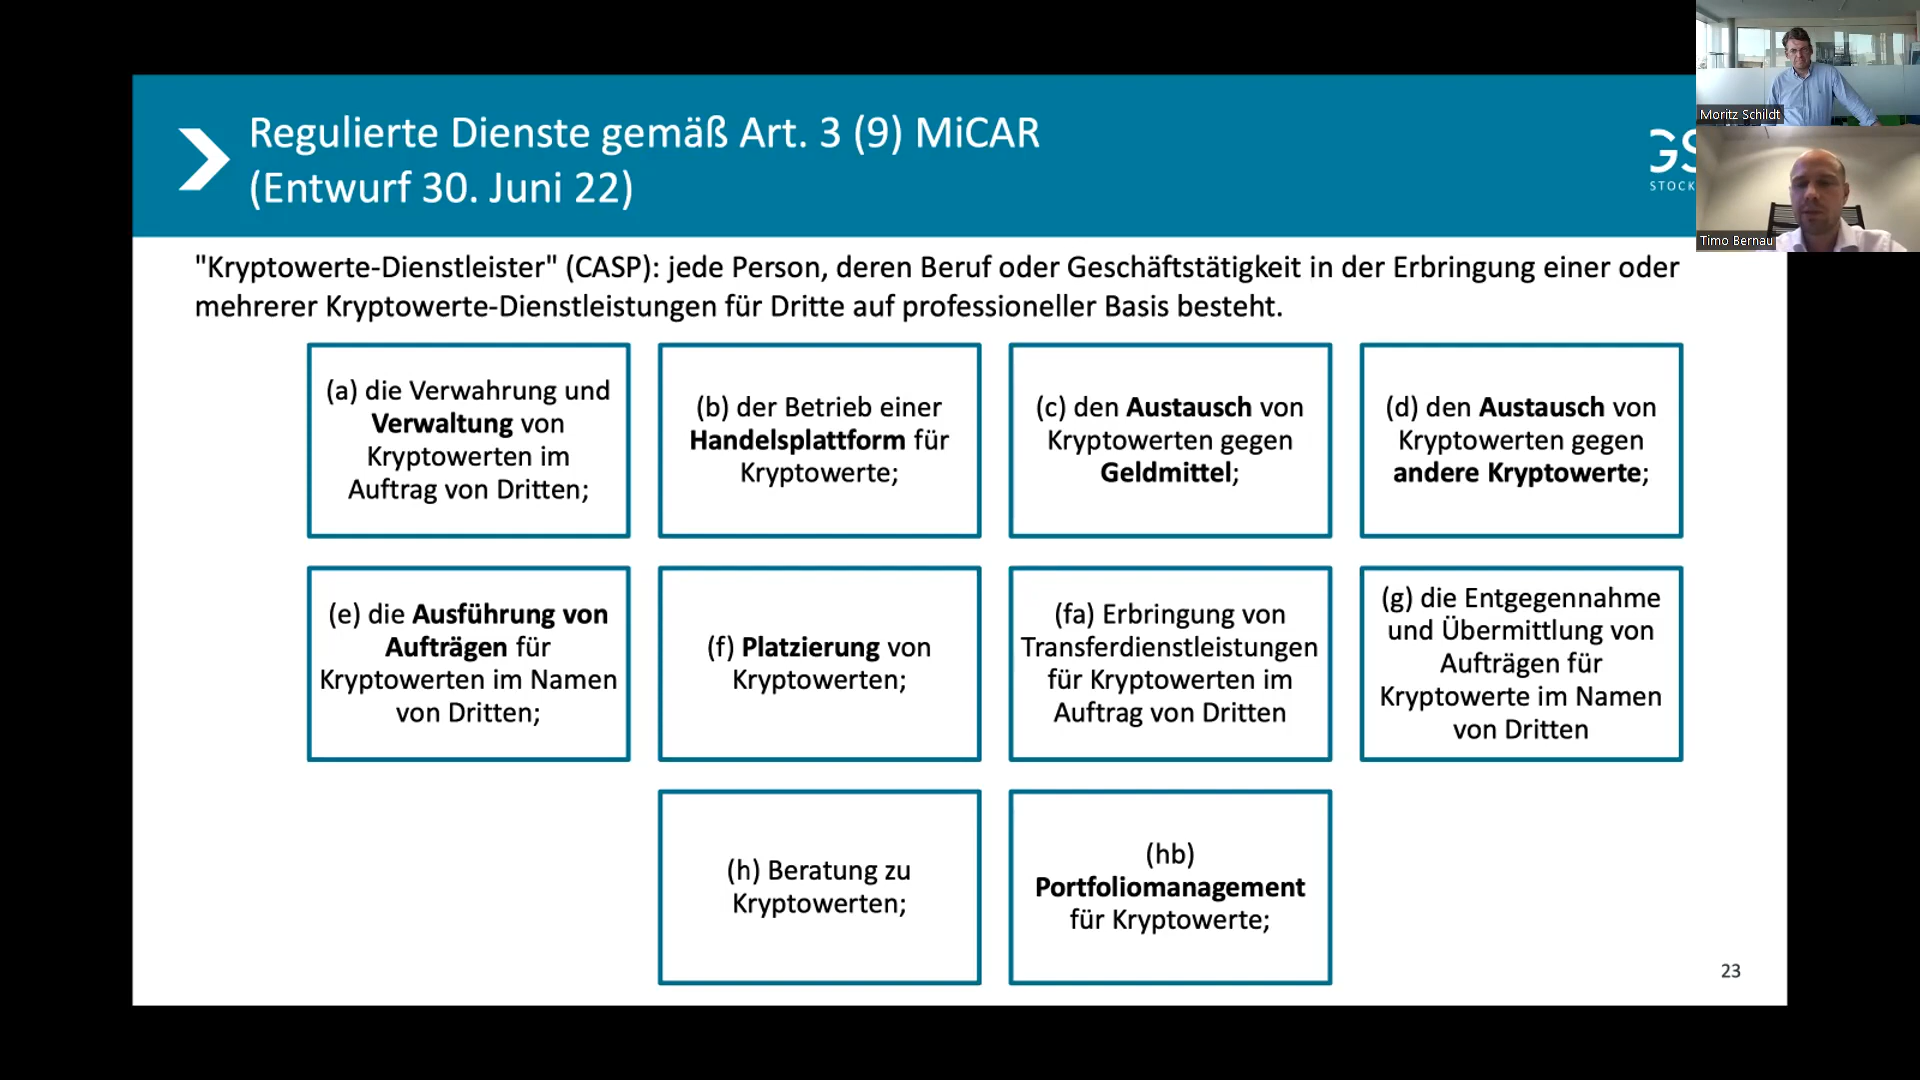 Regulierte Dienste gemäß Art. 3 (9) MiCAR
(Entwurf 30. Juni 22)
GS
STOCK
Moritz Schildt
Timo Bernau
"Kryptowerte-Dienstleister" (CASP): jede Person, deren Beruf oder Geschäftstätigkeit in der Erbringung einer oder
mehrerer Kryptowerte-Dienstleistungen für Dritte auf professioneller Basis besteht.
(a) die Verwahrung und
Verwaltung von
Kryptowerten im
Auftrag von Dritten;
(b) der Betrieb einer
Handelsplattform für
Kryptowerte;
(c) den Austausch von
Kryptowerten gegen
Geldmittel;
(d) den Austausch von
Kryptowerten gegen
andere Kryptowerte;
(e) die Ausführung von
Aufträgen für
Kryptowerten im Namen
von Dritten;
(f) Platzierung von
Kryptowerten;
(fa) Erbringung von
Transferdienstleistungen
für Kryptowerten im
Auftrag von Dritten
(g) die Entgegennahme
und Übermittlung von
Aufträgen für
Kryptowerte im Namen
von Dritten
(h) Beratung zu
Kryptowerten;
(hb)
Portfoliomanagement
für Kryptowerte;
23